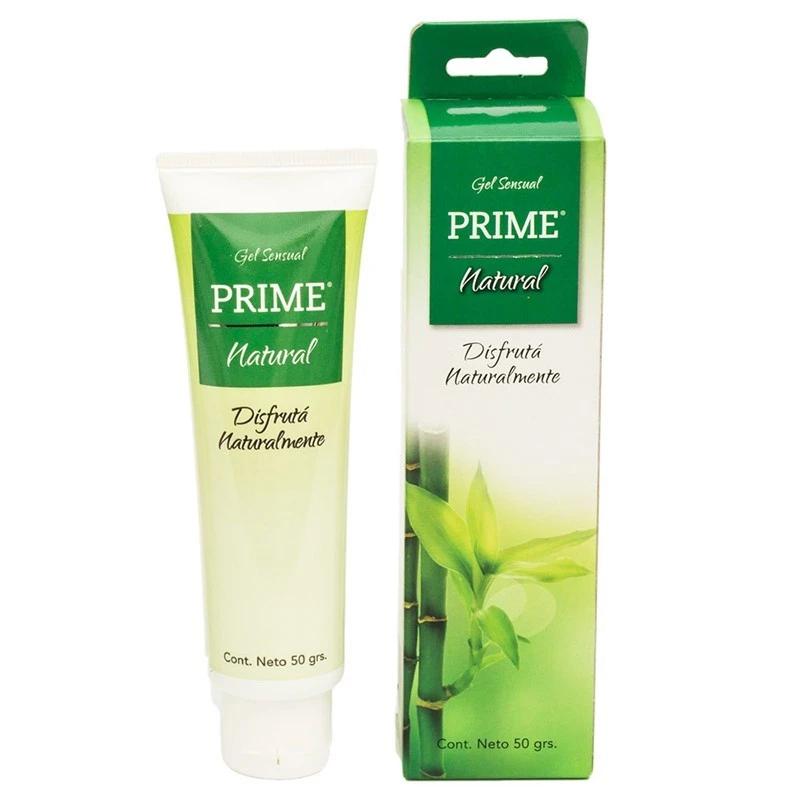 Gel Sensual
PRIME®
Natural
Disfrutá
Naturalmente
Cont. Neto 50 grs.
Gel Sensual
PRIME®
Natural
Disfrutá
Naturalmente
Cont. Neto 50 grs.